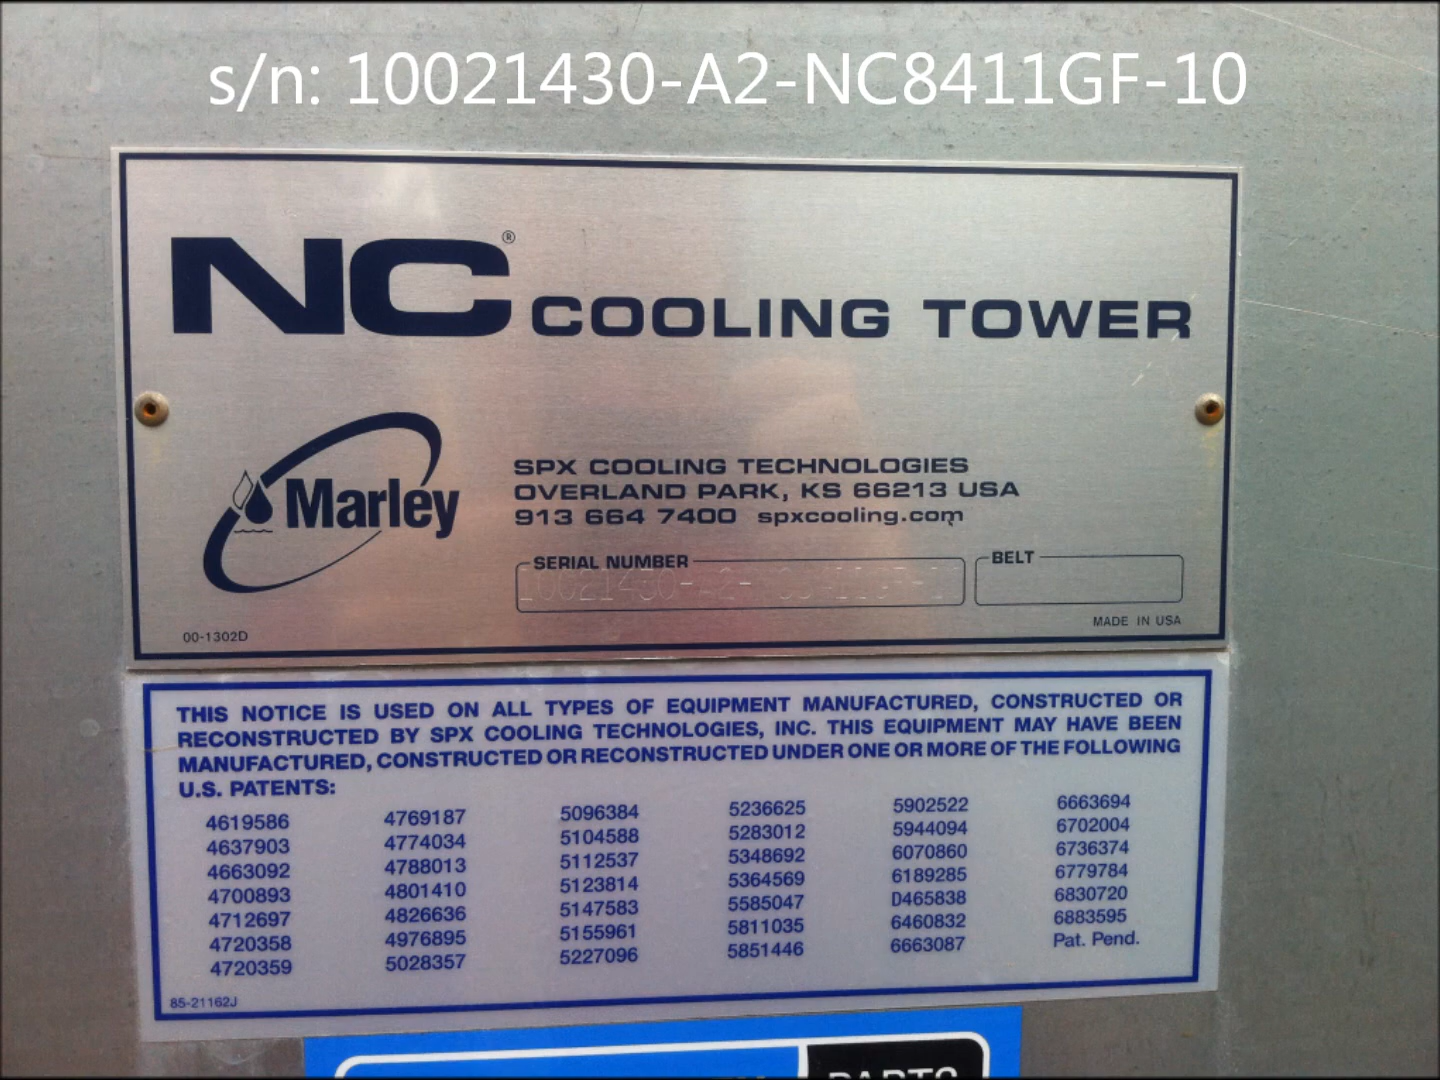 s/n: 10021430-A2-NC8411GF-10
NC® COOLING TOWER
Marley
SPX COOLING TECHNOLOGIES
OVERLAND PARK, KS 66213 USA
913 664 7400 spxcooling.com
SERIAL NUMBER
BELT
10021430-A2-
MADE IN USA
00-1302D
THIS NOTICE IS USED ON ALL TYPES OF EQUIPMENT MANUFACTURED, CONSTRUCTED OR
RECONSTRUCTED BY SPX COOLING TECHNOLOGIES, INC. THIS EQUIPMENT MAY HAVE BEEN
MANUFACTURED, CONSTRUCTED OR RECONSTRUCTED UNDER ONE OR MORE OF THE FOLLOWING
U.S. PATENTS:
4619586 4769187 5096384 5236625 5902522 6663694
4637903 4774034 5104588 5283012 5944094 6702004
4663092 4788013 5112537 5348692 6070860 6736374
4700893 4801410 5123814 5364569 6189285 6779784
4712697 4826636 5147583 5585047 D465838 6830720
4720358 4976895 5155961 5811035 6460832 6883595
4720359 5028357 5227096 5851446 6663087 Pat. Pend.
85-21162J
PARTS